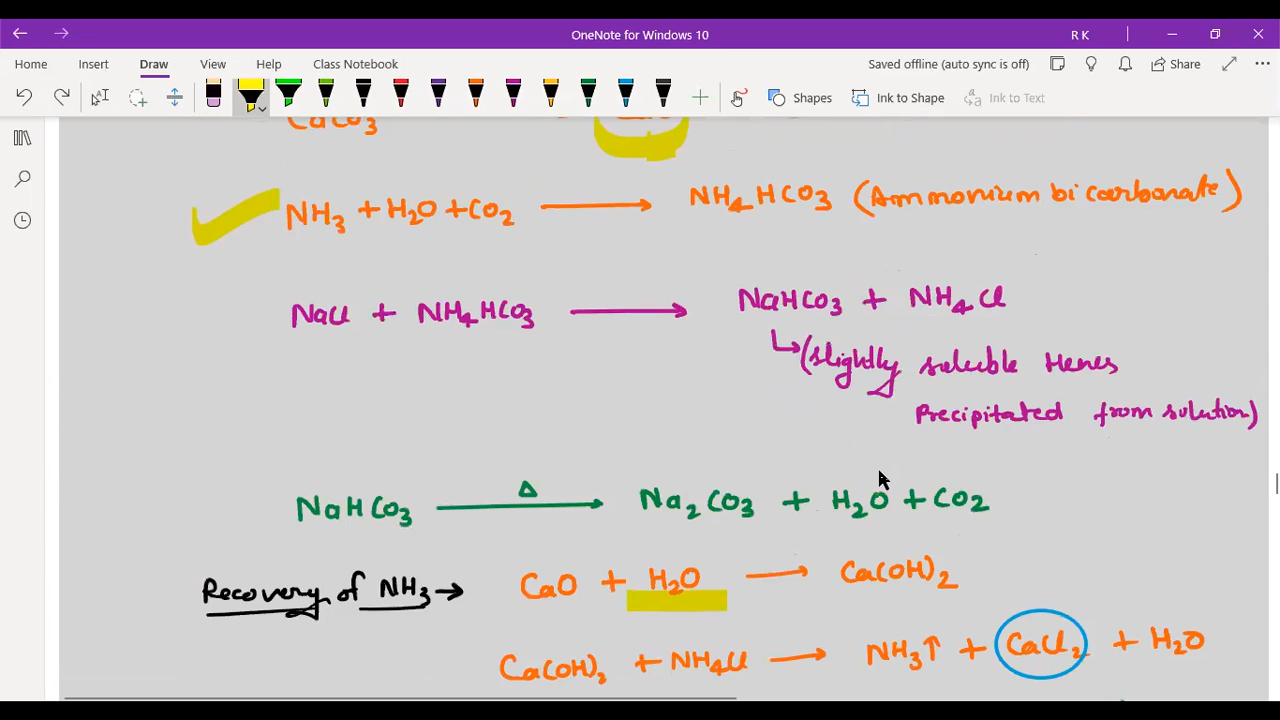 OneNote for Windows 10
R K
Home Insert Draw View Help Class Notebook
Saved offline (auto sync is off)
Share
Shapes
Ink to Shape
Ink to Text
CaCO3
NH3 + H2O + CO2 ⟶ NH4HCO3 (Ammonium bi carbonate)
NaCl + NH4HCO3 ⟶ NaHCO3 + NH4Cl
↳ (slightly soluble Hence
Precipitated from solution)
NaHCO3 Δ⟶ Na2CO3 + H2O + CO2
Recovery of NH3 → CaO + H2O ⟶ Ca(OH)2
Ca(OH)2 + NH4Cl ⟶ NH3↑ + CaCl2 + H2O